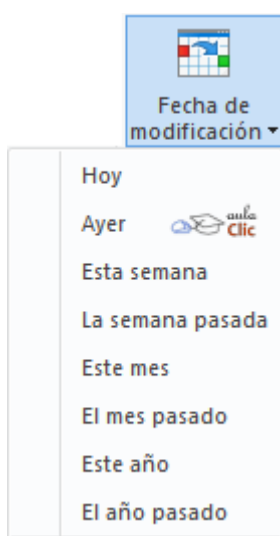 Fecha de
modificación
Hoy
Ayer
aula
Clic
Esta semana
La semana pasada
Este mes
El mes pasado
Este año
El año pasado